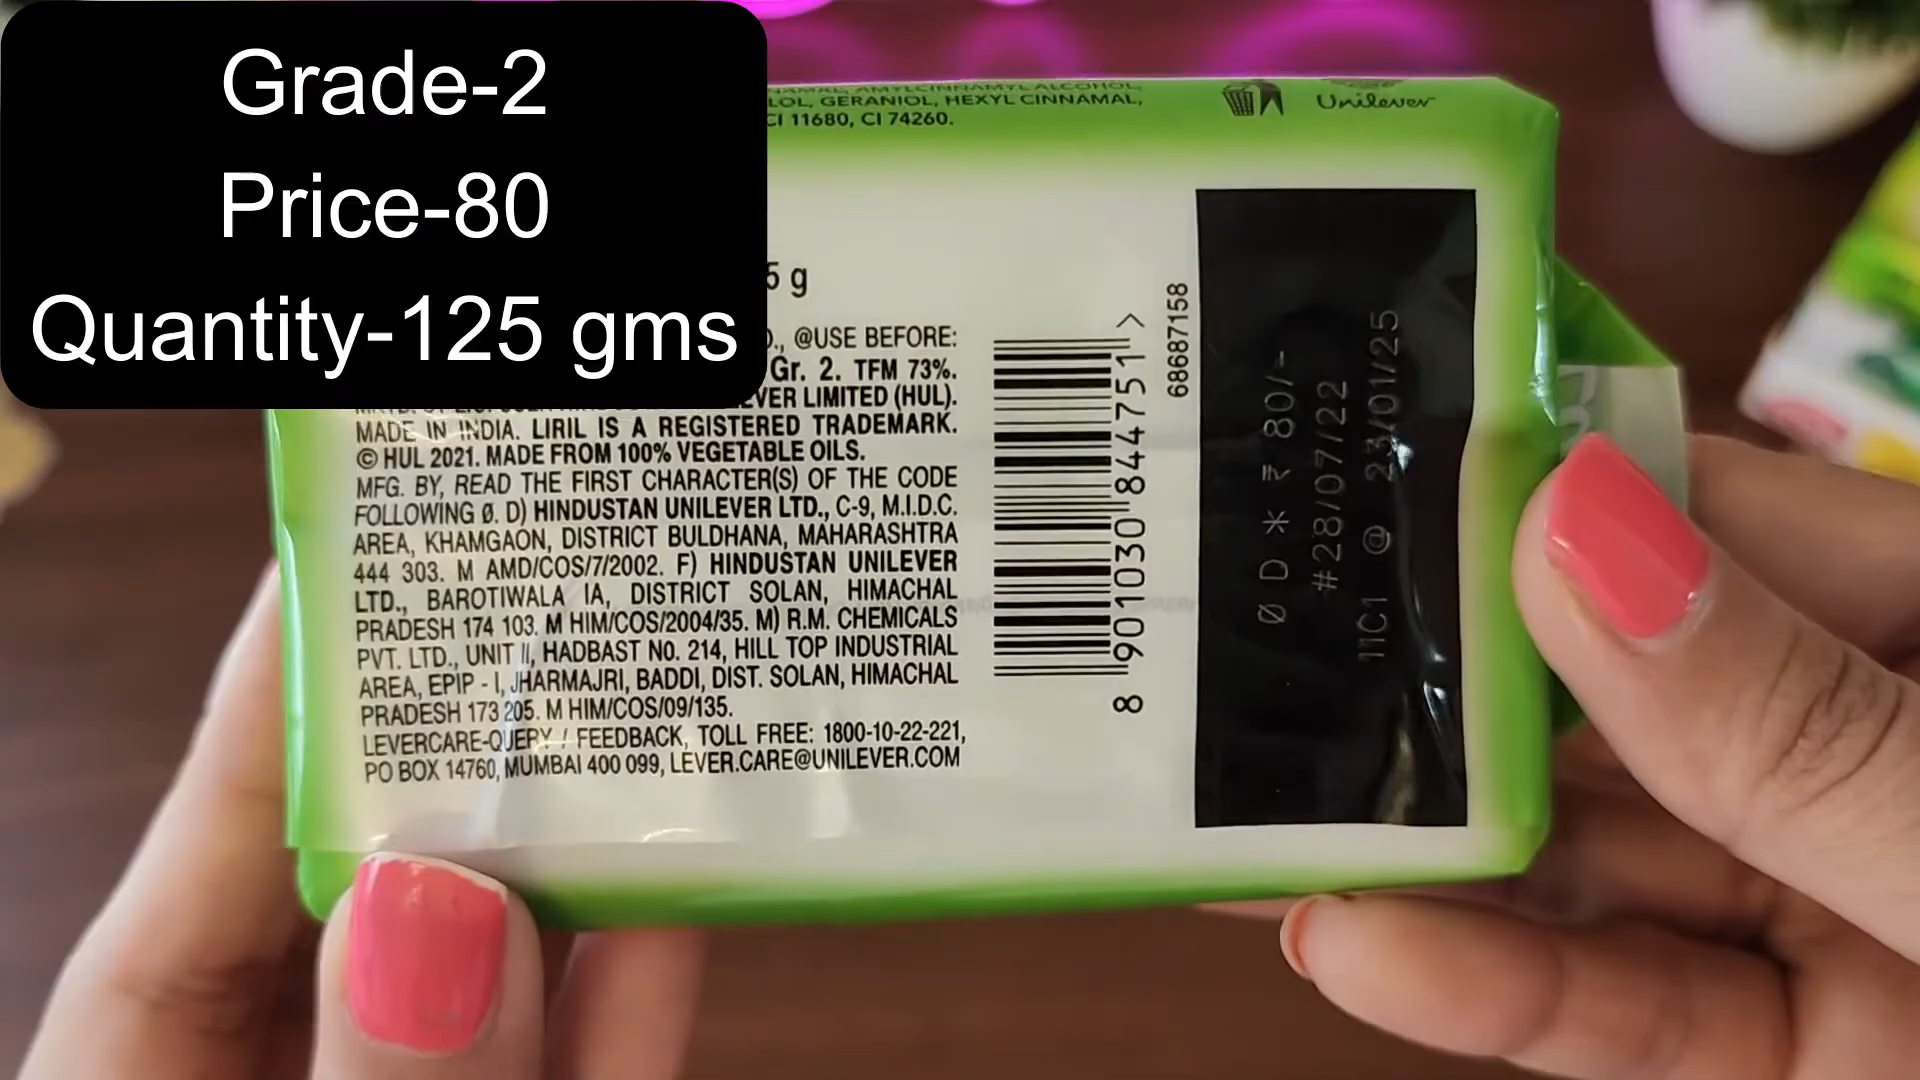 Grade-2
Price-80
Quantity-125 gms
LOL, GERANIOL, HEXYL CINNAMAL,
CI 11680, CI 74260.
Unilever
5 g
@USE BEFORE:
Gr. 2. TFM 73%.
LIMITED (HUL).
MADE IN INDIA. LIRIL IS A REGISTERED TRADEMARK.
© HUL 2021. MADE FROM 100% VEGETABLE OILS.
MFG. BY, READ THE FIRST CHARACTER(S) OF THE CODE
FOLLOWING Ø. D) HINDUSTAN UNILEVER LTD., C-9, M.I.D.C.
AREA, KHAMGAON, DISTRICT BULDHANA, MAHARASHTRA
444 303. M AMD/COS/7/2002. F) HINDUSTAN UNILEVER
LTD., BAROTIWALA IA, DISTRICT SOLAN, HIMACHAL
PRADESH 174 103. M HIM/COS/2004/35. M) R.M. CHEMICALS
PVT. LTD., UNIT II, HADBAST No. 214, HILL TOP INDUSTRIAL
AREA, EPIP - I, JHARMAJRI, BADDI, DIST. SOLAN, HIMACHAL
PRADESH 173 205. M HIM/COS/09/135.
LEVERCARE-QUERY / FEEDBACK, TOLL FREE: 1800-10-22-221,
PO BOX 14760, MUMBAI 400 099, LEVER.CARE@UNILEVER.COM
8 901030 844751 >
68687158
Ø D * ₹ 80/-
#28/07/22
11C1 @ 23/01/25